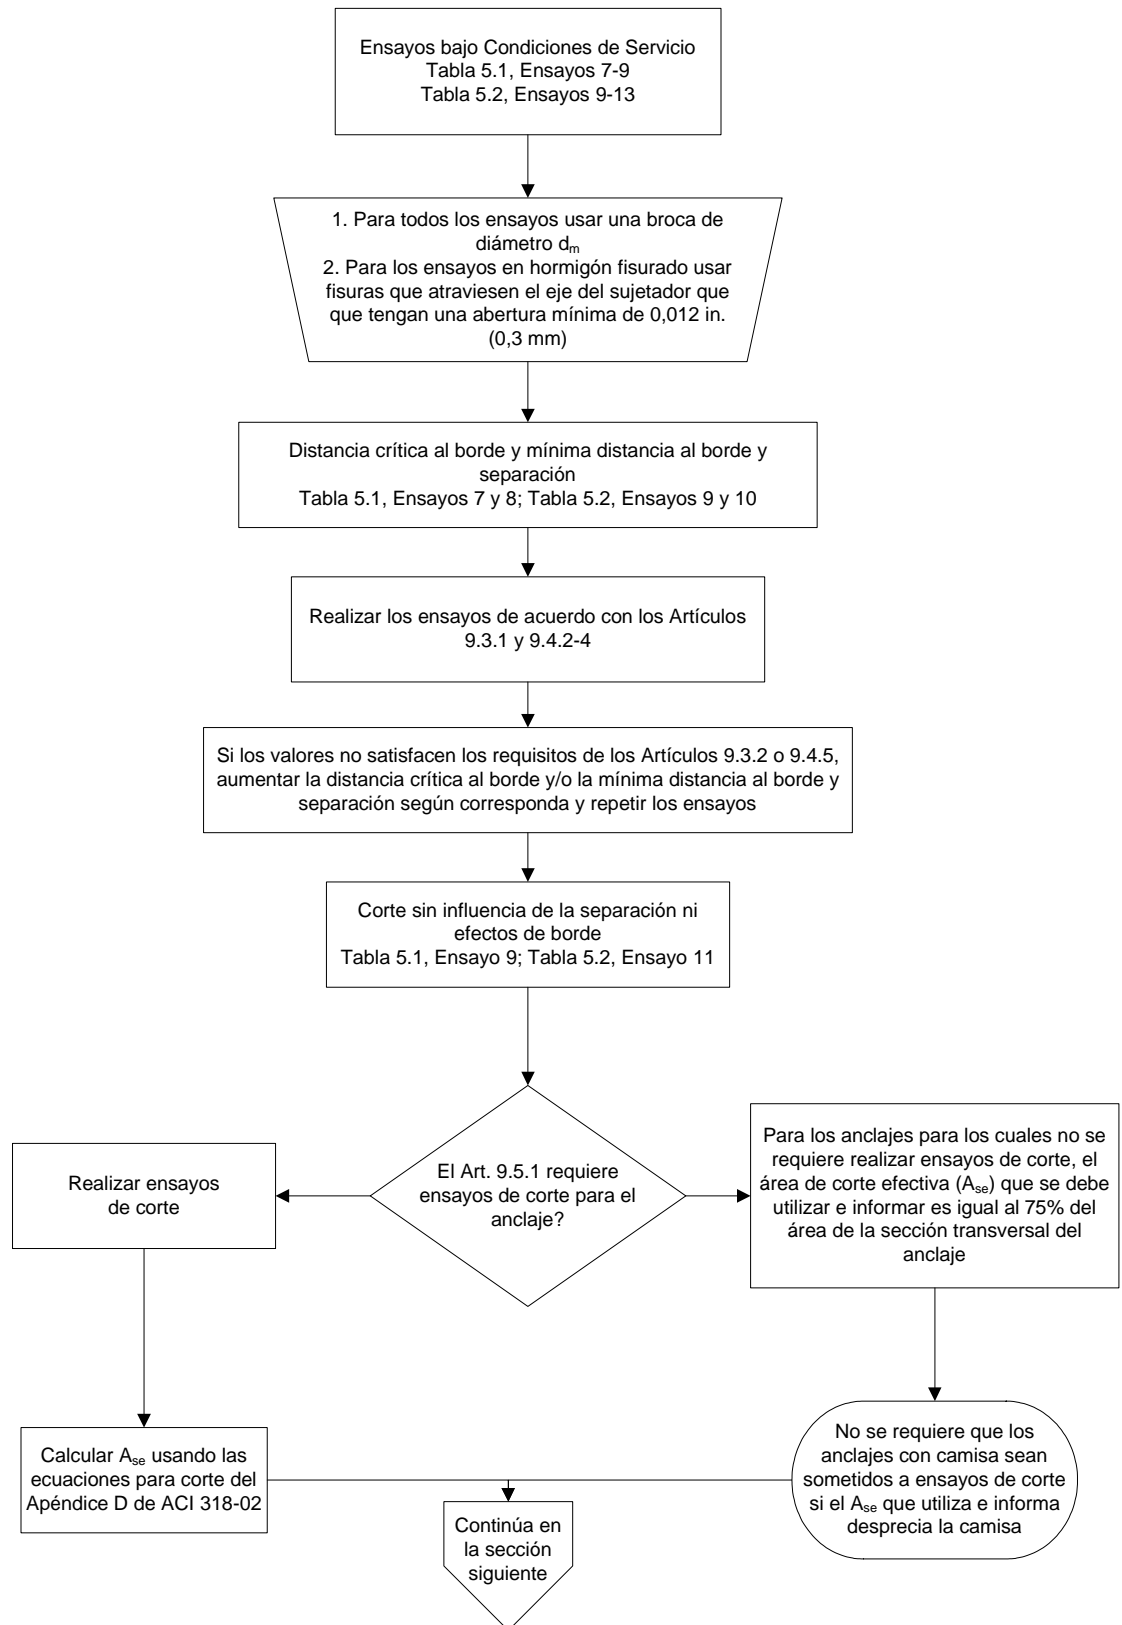 Ensayos bajo Condiciones de Servicio
Tabla 5.1, Ensayos 7-9
Tabla 5.2, Ensayos 9-13
1. Para todos los ensayos usar una broca de
diámetro dm
2. Para los ensayos en hormigón fisurado usar
fisuras que atraviesen el eje del sujetador que
que tengan una abertura mínima de 0,012 in.
(0,3 mm)
Distancia crítica al borde y mínima distancia al borde y
separación
Tabla 5.1, Ensayos 7 y 8; Tabla 5.2, Ensayos 9 y 10
Realizar los ensayos de acuerdo con los Artículos
9.3.1 y 9.4.2-4
Si los valores no satisfacen los requisitos de los Artículos 9.3.2 o 9.4.5,
aumentar la distancia crítica al borde y/o la mínima distancia al borde y
separación según corresponda y repetir los ensayos
Corte sin influencia de la separación ni
efectos de borde
Tabla 5.1, Ensayo 9; Tabla 5.2, Ensayo 11
El Art. 9.5.1 requiere
ensayos de corte para el
anclaje?
Realizar ensayos
de corte
Para los anclajes para los cuales no se
requiere realizar ensayos de corte, el
área de corte efectiva (Ase) que se debe
utilizar e informar es igual al 75% del
área de la sección transversal del
anclaje
Calcular Ase usando las
ecuaciones para corte del
Apéndice D de ACI 318-02
No se requiere que los
anclajes con camisa sean
sometidos a ensayos de corte
si el Ase que utiliza e informa
desprecia la camisa
Continúa en
la sección
siguiente